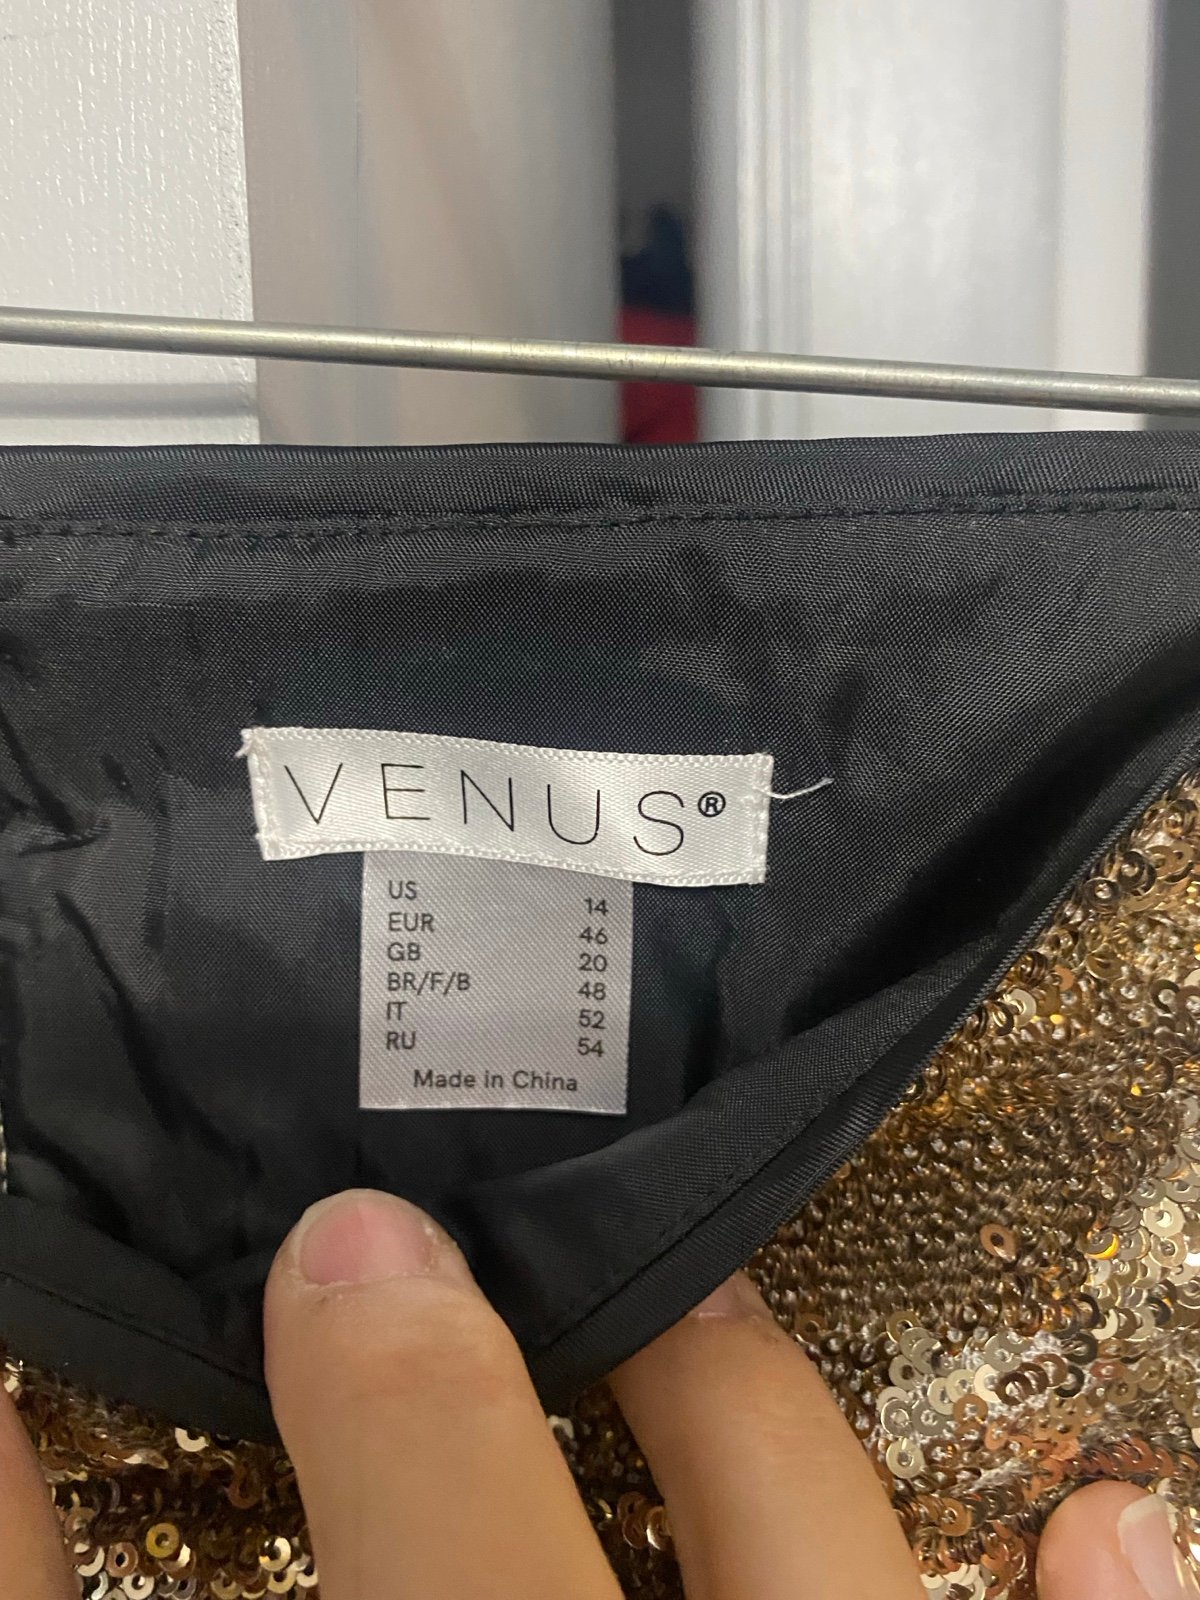 VENUS®
US 14
EUR 46
GB 20
BR/F/B 48
IT 52
RU 54
Made in China